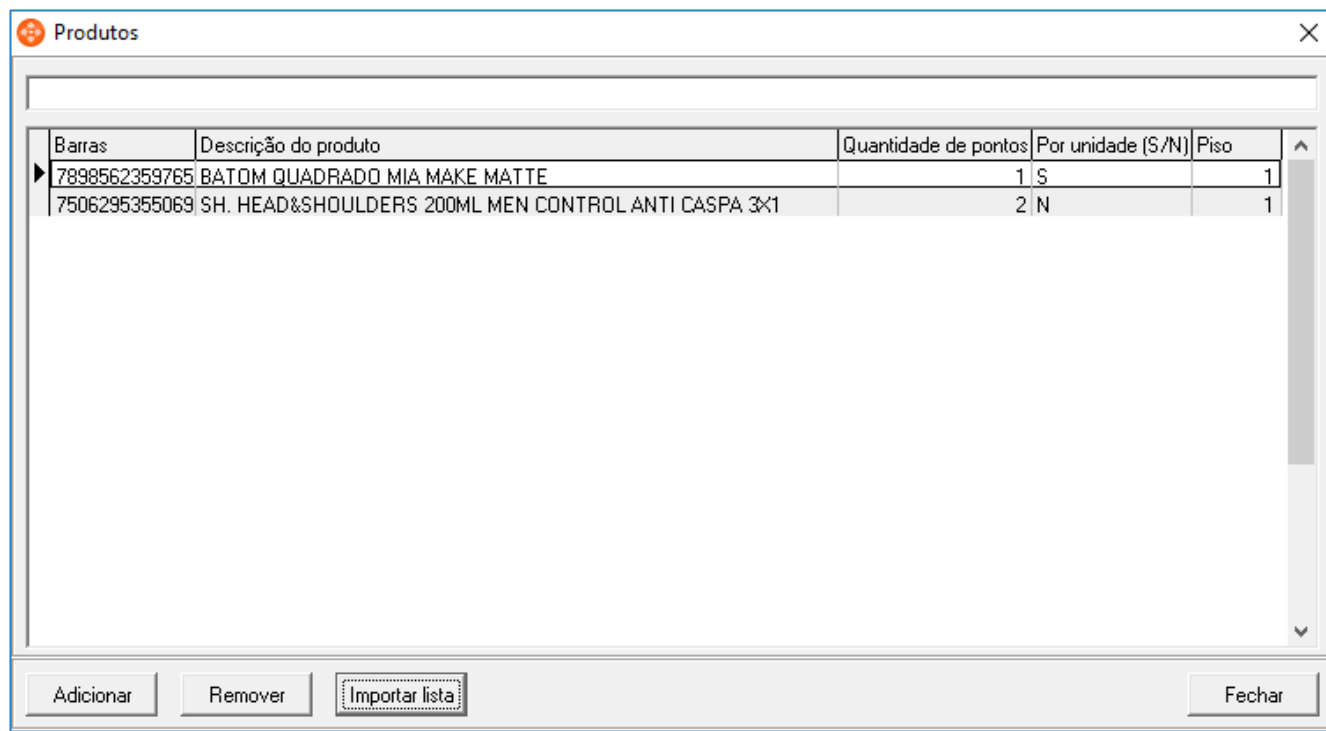 Produtos
Barras Descrição do produto Quantidade de pontos Por unidade (S/N) Piso
7898562359765 BATOM QUADRADO MIA MAKE MATTE 1 S 1
7506295355069 SH. HEAD&SHOULDERS 200ML MEN CONTROL ANTI CASPA 3X1 2 N 1
Adicionar Remover Importar lista Fechar